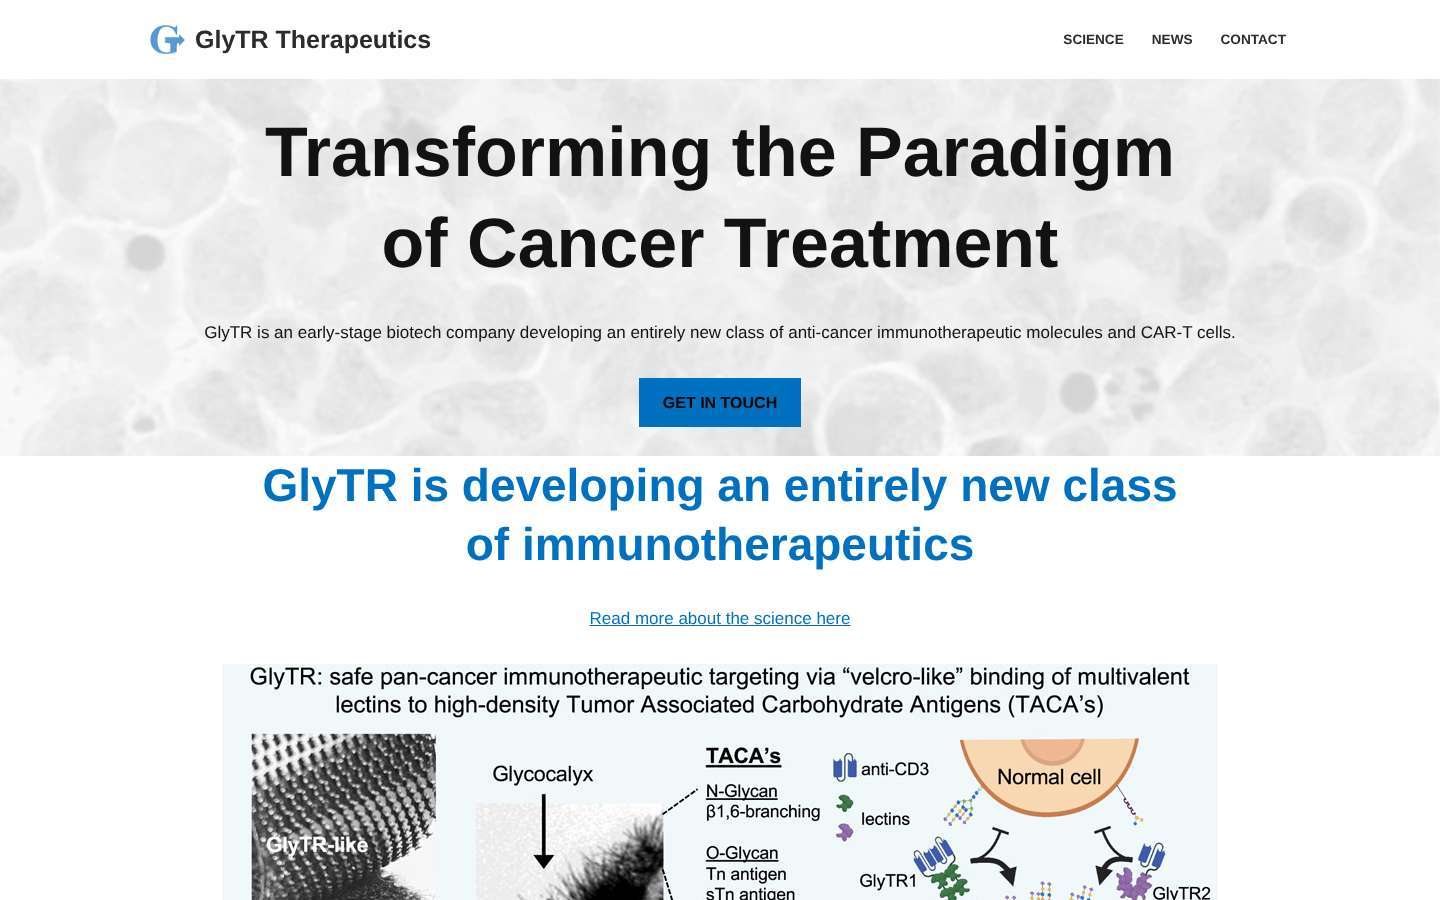 GlyTR Therapeutics
SCIENCE
NEWS
CONTACT
Transforming the Paradigm
of Cancer Treatment
GlyTR is an early-stage biotech company developing an entirely new class of anti-cancer immunotherapeutic molecules and CAR-T cells.
GET IN TOUCH
GlyTR is developing an entirely new class
of immunotherapeutics
Read more about the science here
GlyTR: safe pan-cancer immunotherapeutic targeting via “velcro-like” binding of multivalent
lectins to high-density Tumor Associated Carbohydrate Antigens (TACA’s)
GlyTR-like
Glycocalyx
TACA’s
N-Glycan
β1,6-branching
O-Glycan
Tn antigen
sTn antigen
anti-CD3
lectins
Normal cell
GlyTR1
GlyTR2